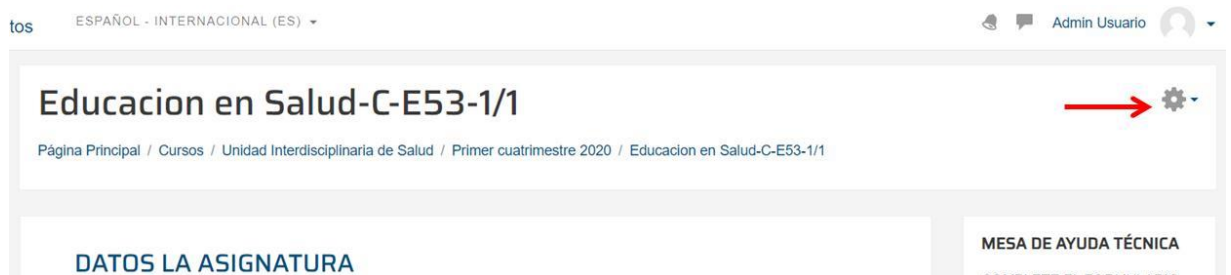 tos
ESPAÑOL - INTERNACIONAL (ES)
Admin Usuario
Educacion en Salud-C-E53-1/1
Página Principal / Cursos / Unidad Interdisciplinaria de Salud / Primer cuatrimestre 2020 / Educacion en Salud-C-E53-1/1
DATOS LA ASIGNATURA
MESA DE AYUDA TÉCNICA